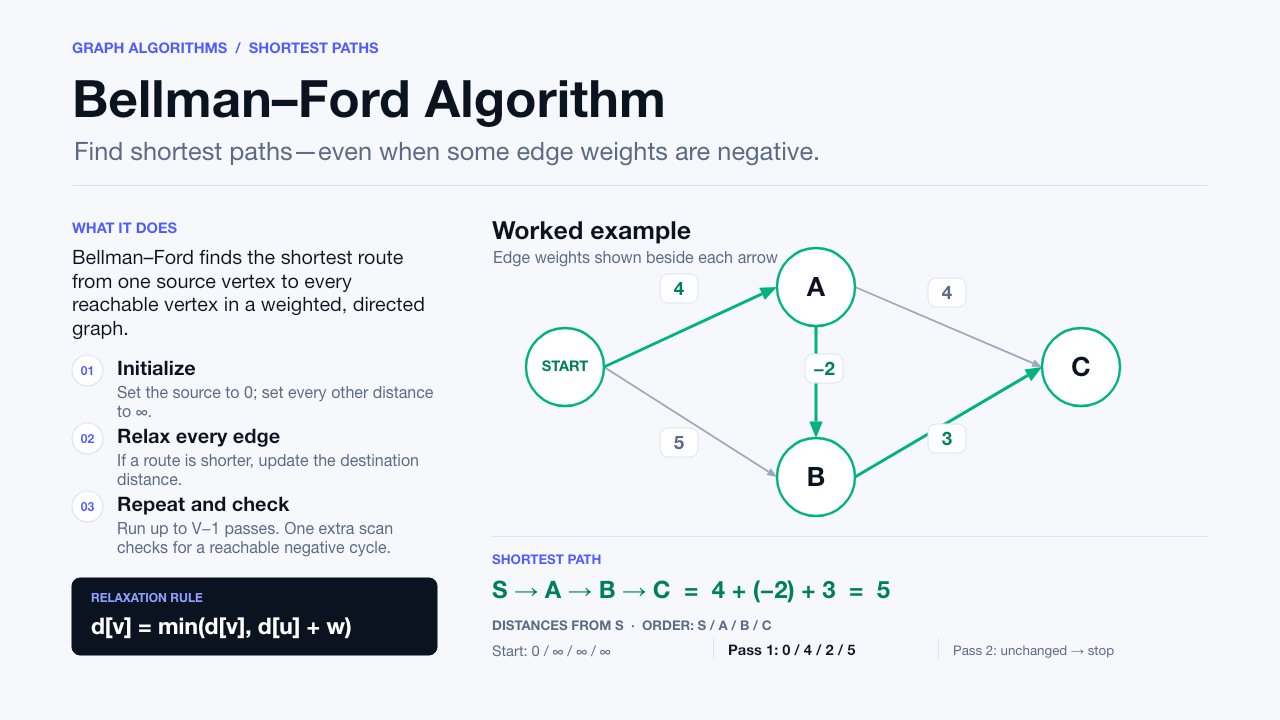 GRAPH ALGORITHMS / SHORTEST PATHS
Bellman–Ford Algorithm
Find shortest paths—even when some edge weights are negative.
WHAT IT DOES
Bellman–Ford finds the shortest route
from one source vertex to every
reachable vertex in a weighted, directed
graph.
01
Initialize
Set the source to 0; set every other distance
to ∞.
02
Relax every edge
If a route is shorter, update the destination
distance.
03
Repeat and check
Run up to V−1 passes. One extra scan
checks for a reachable negative cycle.
RELAXATION RULE
d[v] = min(d[v], d[u] + w)
Worked example
Edge weights shown beside each arrow
A
4
4
START
−2
C
5
3
B
SHORTEST PATH
S → A → B → C = 4 + (−2) + 3 = 5
DISTANCES FROM S · ORDER: S / A / B / C
Start: 0 / ∞ / ∞ / ∞
Pass 1: 0 / 4 / 2 / 5
Pass 2: unchanged → stop